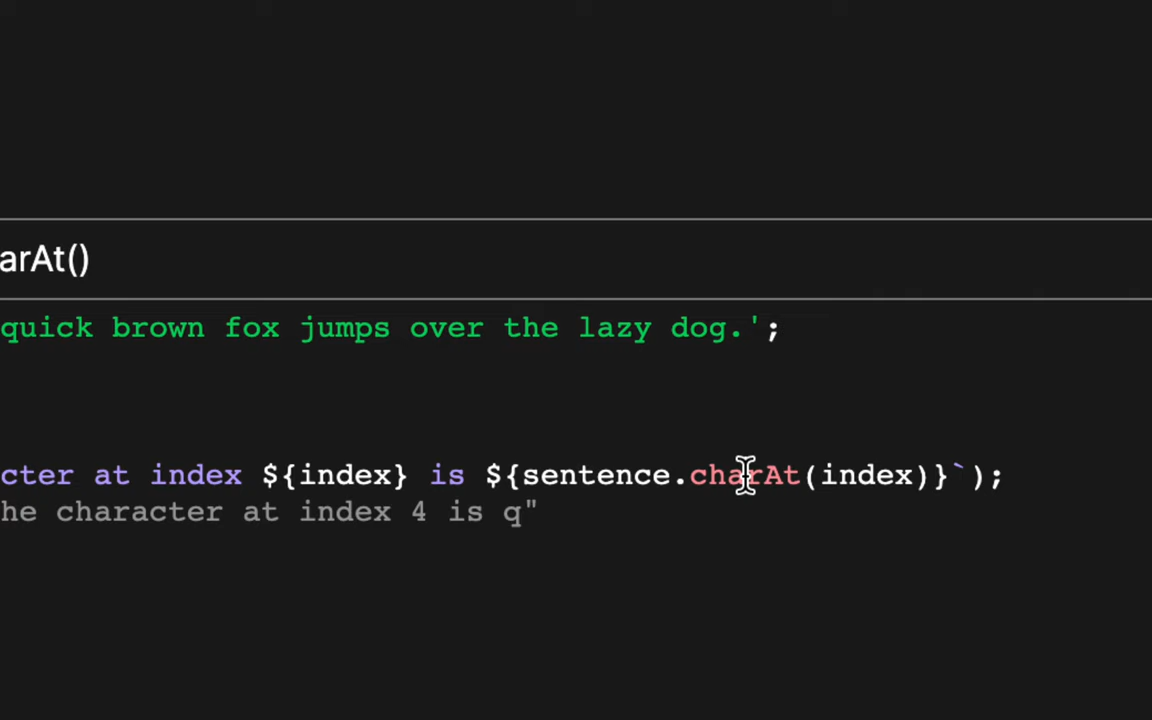 arAt()
quick brown fox jumps over the lazy dog.';
cter at index ${index} is ${sentence.charAt(index)}`);
he character at index 4 is q"